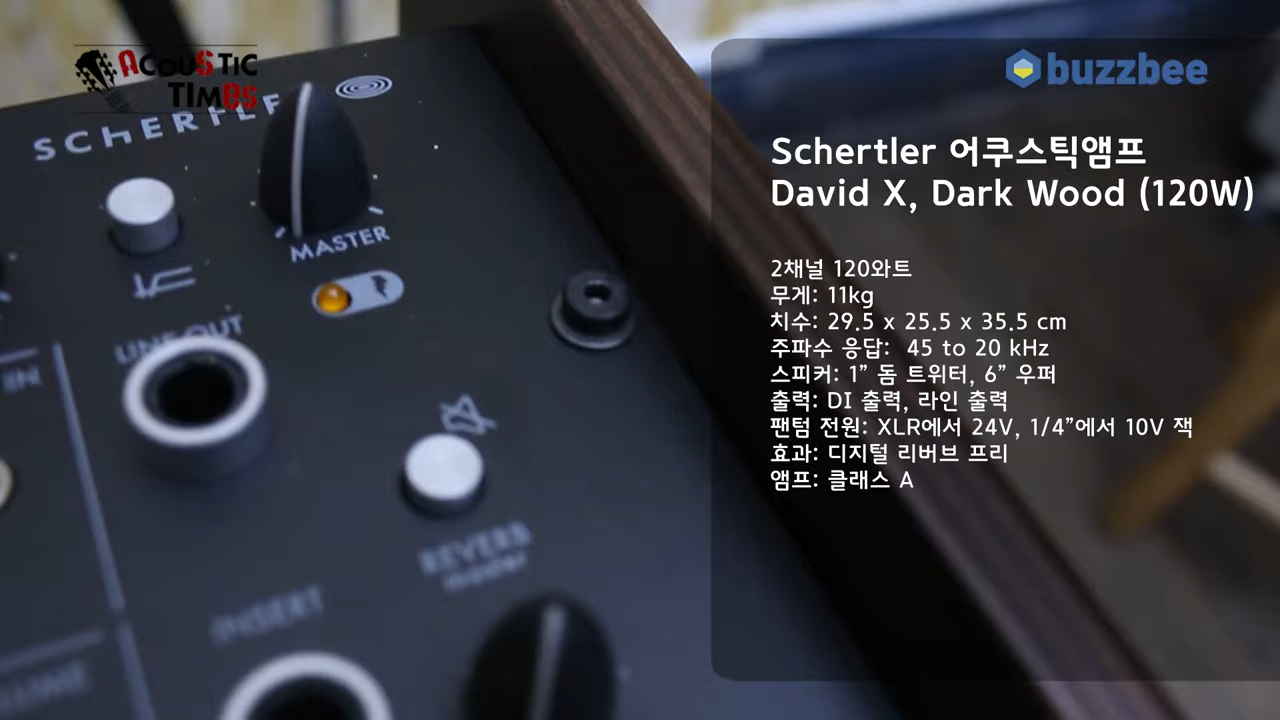 ACOUSTIC
TIMES
SCHERTLE
MASTER
LINE OUT
IN
REVERB
master
INSERT
buzzbee
Schertler 어쿠스틱앰프
David X, Dark Wood (120W)
2채널 120와트
무게: 11kg
치수: 29.5 x 25.5 x 35.5 cm
주파수 응답: 45 to 20 kHz
스피커: 1” 돔 트위터, 6” 우퍼
출력: DI 출력, 라인 출력
팬텀 전원: XLR에서 24V, 1/4”에서 10V 잭
효과: 디지털 리버브 프리
앰프: 클래스 A